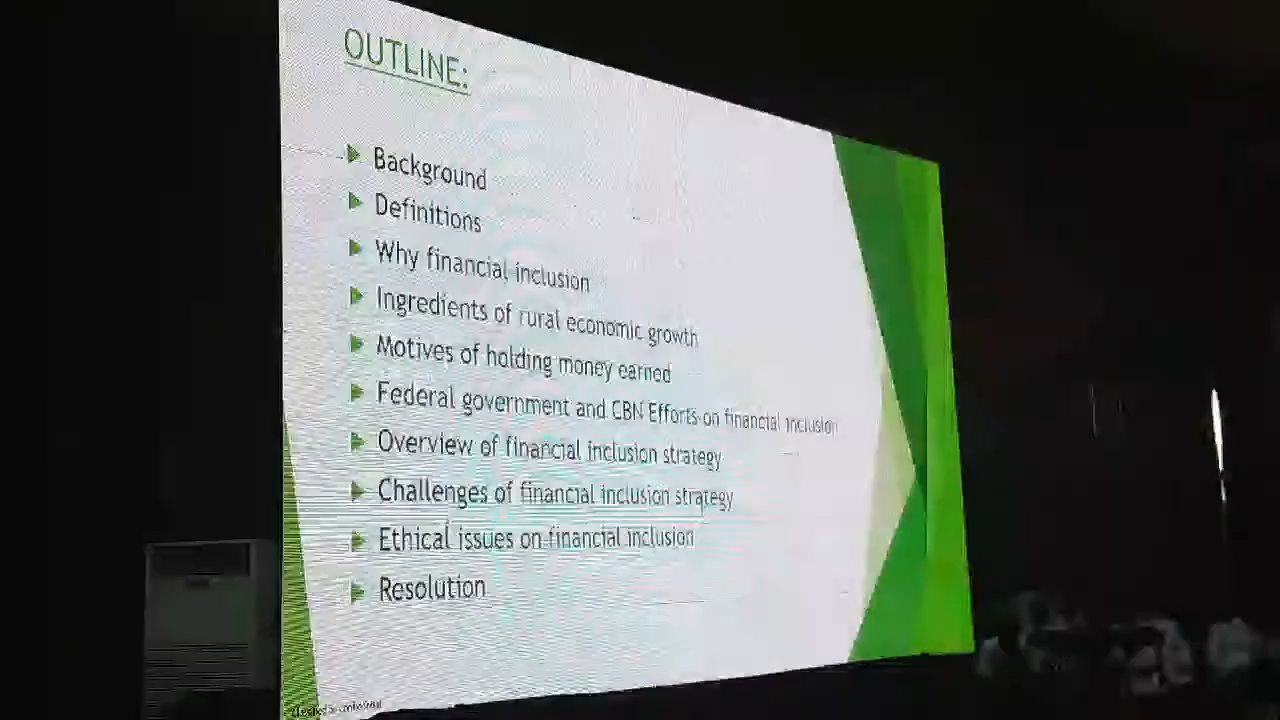 OUTLINE:
Background
Definitions
Why financial inclusion
Ingredients of rural economic growth
Motives of holding money earned
Federal government and CBN Efforts on financial inclusion
Overview of financial inclusion strategy
Challenges of financial inclusion strategy
Ethical issues on financial inclusion
Resolution